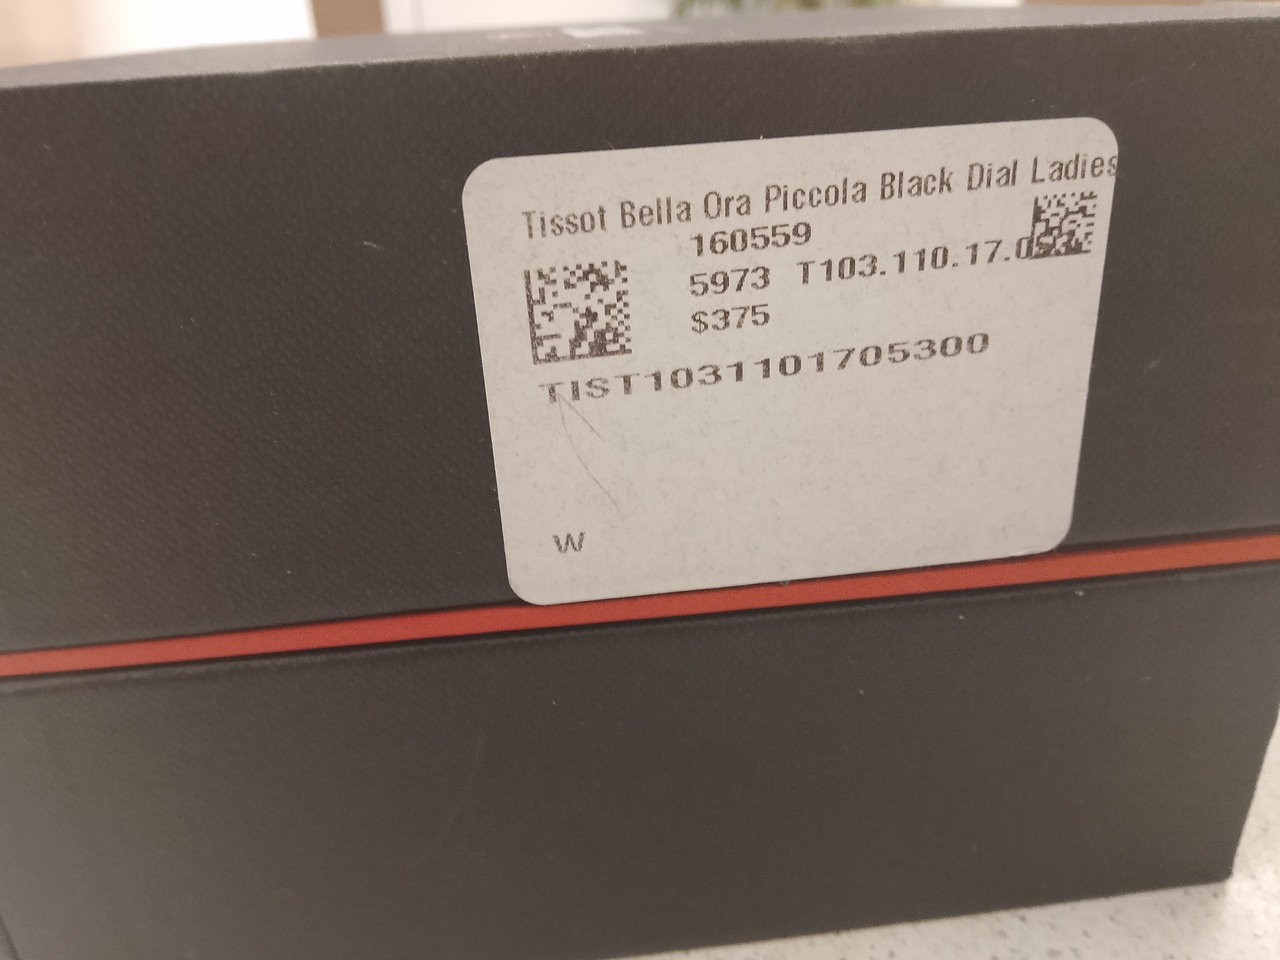 Tissot Bella Ora Piccola Black Dial Ladies
160559
5973 T103.110.17.0
$375
TIST1031101705300
W